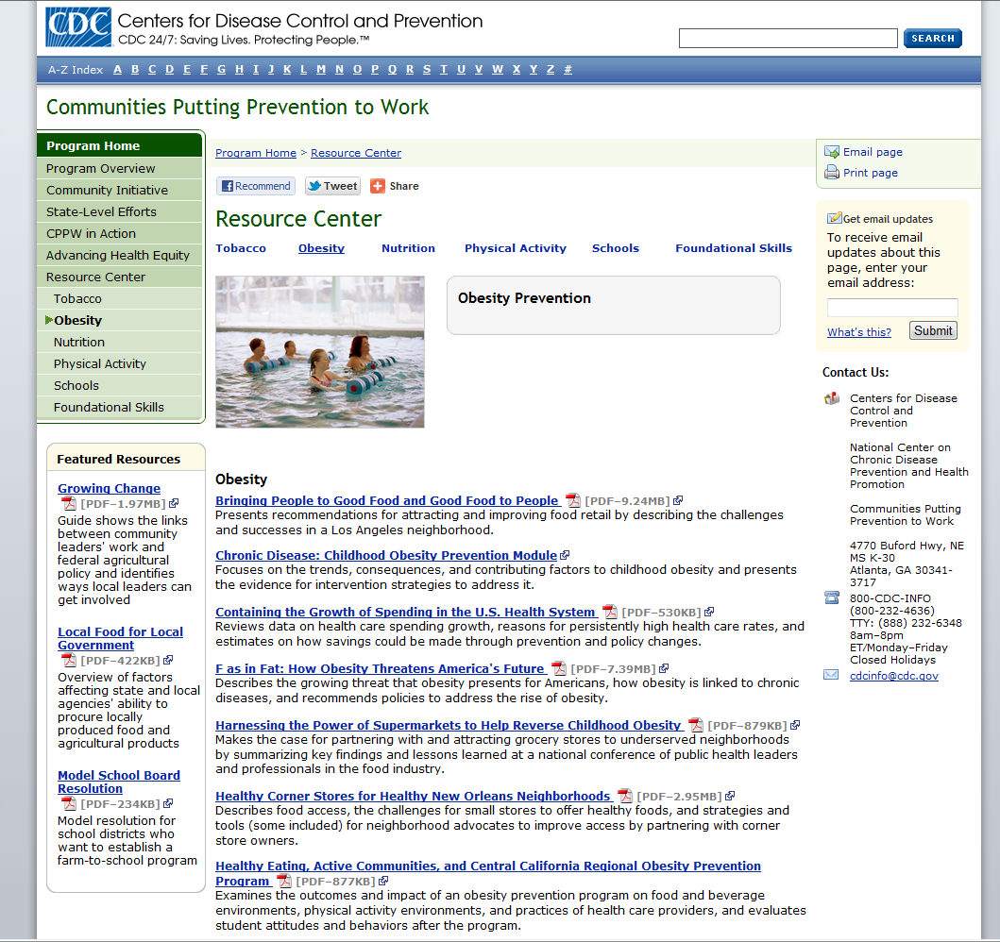 CDC
Centers for Disease Control and Prevention
CDC 24/7: Saving Lives. Protecting People.™
SEARCH
A-Z Index A B C D E F G H I J K L M N O P Q R S T U V W X Y Z #
Communities Putting Prevention to Work
Program Home
Program Overview
Community Initiative
State-Level Efforts
CPPW in Action
Advancing Health Equity
Resource Center
Tobacco
Obesity
Nutrition
Physical Activity
Schools
Foundational Skills
Featured Resources
Growing Change
[PDF–1.97MB]
Guide shows the links
between community
leaders' work and
federal agricultural
policy and identifies
ways local leaders can
get involved
Local Food for Local
Government
[PDF–422KB]
Overview of factors
affecting state and local
agencies' ability to
procure locally
produced food and
agricultural products
Model School Board
Resolution
[PDF–234KB]
Model resolution for
school districts who
want to establish a
farm-to-school program
Program Home > Resource Center
Recommend Tweet Share
Resource Center
Tobacco Obesity Nutrition Physical Activity Schools Foundational Skills
Obesity Prevention
Obesity
Bringing People to Good Food and Good Food to People [PDF–9.24MB]
Presents recommendations for attracting and improving food retail by describing the challenges
and successes in a Los Angeles neighborhood.
Chronic Disease: Childhood Obesity Prevention Module
Focuses on the trends, consequences, and contributing factors to childhood obesity and presents
the evidence for intervention strategies to address it.
Containing the Growth of Spending in the U.S. Health System [PDF–530KB]
Reviews data on health care spending growth, reasons for persistently high health care rates, and
estimates on how savings could be made through prevention and policy changes.
F as in Fat: How Obesity Threatens America's Future [PDF–7.39MB]
Describes the growing threat that obesity presents for Americans, how obesity is linked to chronic
diseases, and recommends policies to address the rise of obesity.
Harnessing the Power of Supermarkets to Help Reverse Childhood Obesity [PDF–879KB]
Makes the case for partnering with and attracting grocery stores to underserved neighborhoods
by summarizing key findings and lessons learned at a national conference of public health leaders
and professionals in the food industry.
Healthy Corner Stores for Healthy New Orleans Neighborhoods [PDF–2.95MB]
Describes food access, the challenges for small stores to offer healthy foods, and strategies and
tools (some included) for neighborhood advocates to improve access by partnering with corner
store owners.
Healthy Eating, Active Communities, and Central California Regional Obesity Prevention
Program [PDF–877KB]
Examines the outcomes and impact of an obesity prevention program on food and beverage
environments, physical activity environments, and practices of health care providers, and evaluates
student attitudes and behaviors after the program.
Email page
Print page
Get email updates
To receive email
updates about this
page, enter your
email address:
What's this? Submit
Contact Us:
Centers for Disease
Control and
Prevention
National Center on
Chronic Disease
Prevention and Health
Promotion
Communities Putting
Prevention to Work
4770 Buford Hwy, NE
MS K-30
Atlanta, GA 30341-
3717
800-CDC-INFO
(800-232-4636)
TTY: (888) 232-6348
8am–8pm
ET/Monday–Friday
Closed Holidays
cdcinfo@cdc.gov